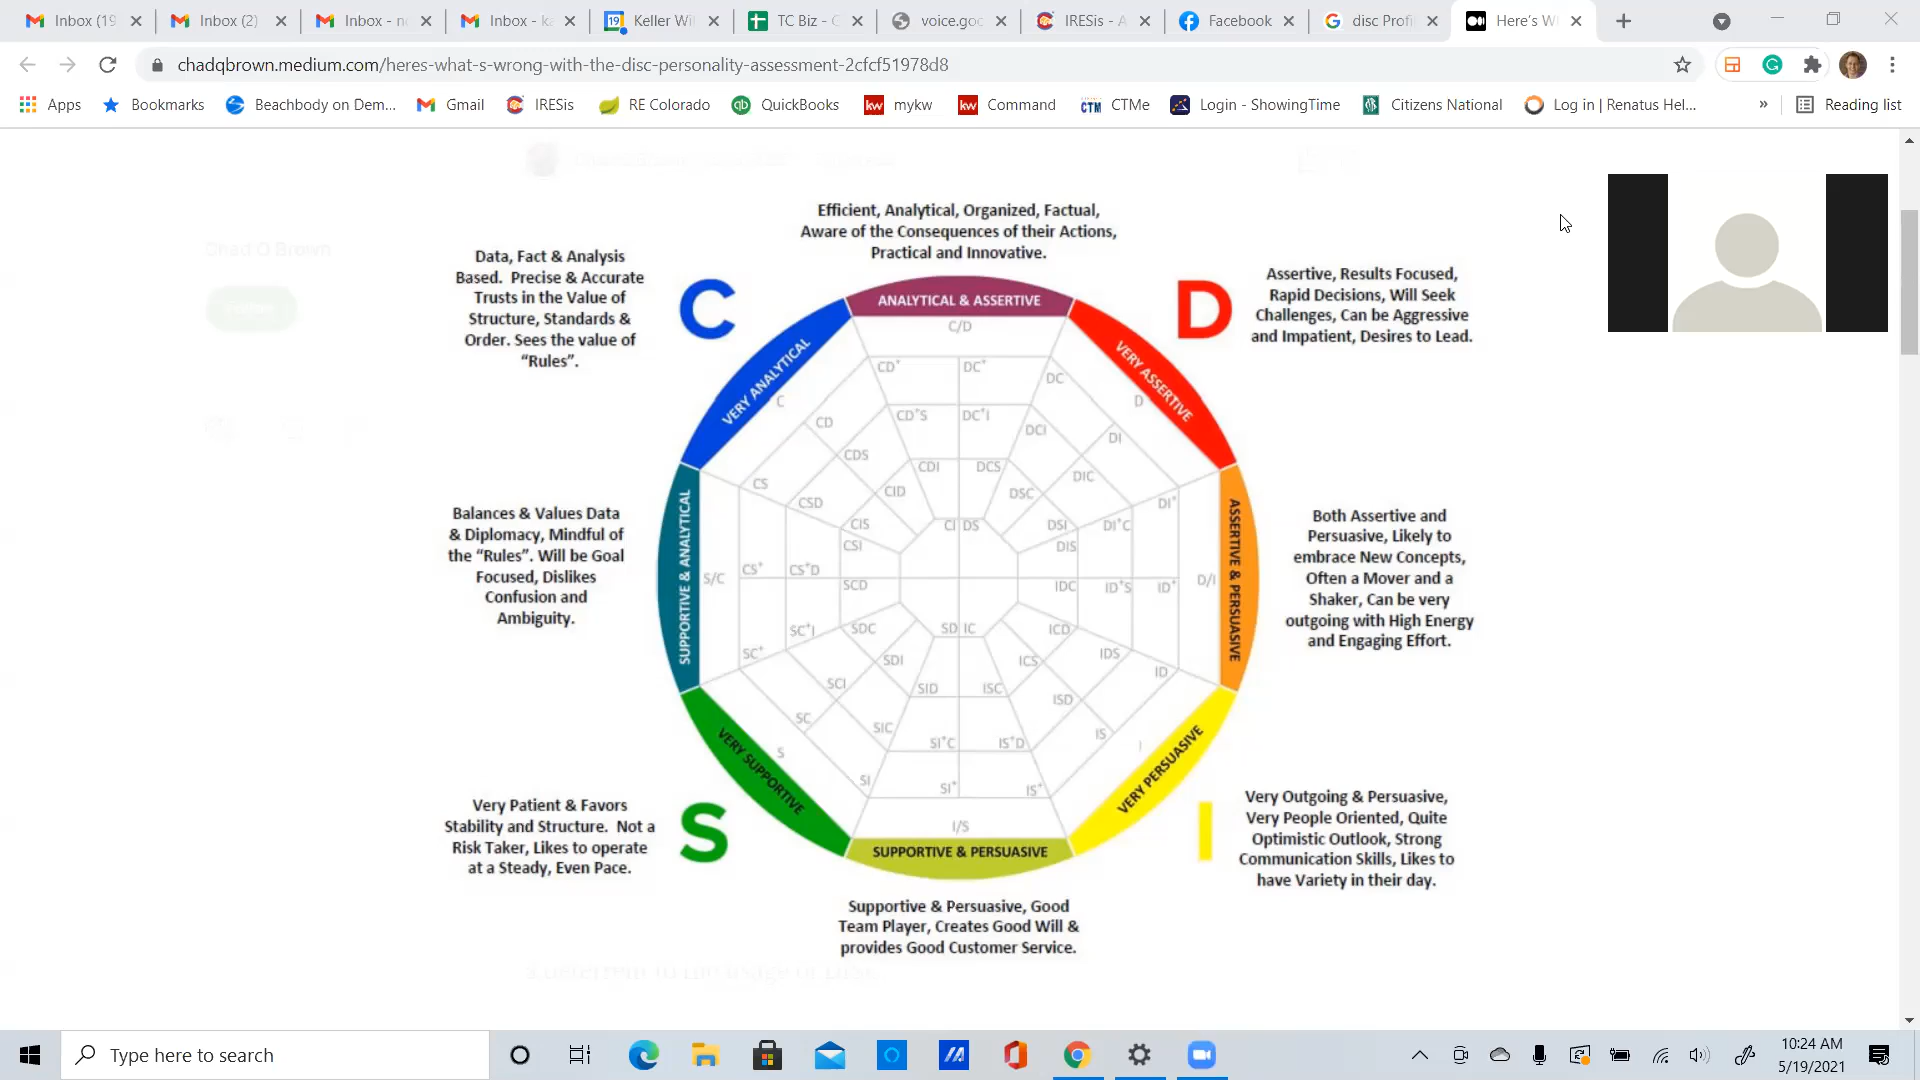 Inbox (19
Inbox (2)
Inbox - n
Inbox - k
Keller Wi
TC Biz - C
voice.goo
IRESis - A
Facebook
disc Profi
Here's W
chadqbrown.medium.com/heres-what-s-wrong-with-the-disc-personality-assessment-2cfcf51978d8
Apps
Bookmarks
Beachbody on Dem...
Gmail
IRESis
RE Colorado
QuickBooks
mykw
Command
CTMe
Login - ShowingTime
Citizens National
Log in | Renatus Hel...
»
Reading list
Chad Q Brown
Efficient, Analytical, Organized, Factual,
Aware of the Consequences of their Actions,
Practical and Innovative.
Data, Fact & Analysis
Based. Precise & Accurate
Trusts in the Value of
Structure, Standards &
Order. Sees the value of
“Rules”.
C
D
Assertive, Results Focused,
Rapid Decisions, Will Seek
Challenges, Can be Aggressive
and Impatient, Desires to Lead.
ANALYTICAL & ASSERTIVE
VERY ANALYTICAL
VERY ASSERTIVE
C/D
CD+
DC+
DC
C
D
CD
CD+S
DC+I
DCI
DI
CDS
CDI
DCS
DIC
CS
CID
DSC
CSD
DI+
CIS
CI
DS
DSI
DI+C
CSI
DIS
S/C
CS+
CS+D
SCD
IDC
ID+S
ID+
D/I
SC+I
SDC
SD
IC
ICD
SC+
SDI
ICS
IDS
ID
SCI
SID
ISC
ISD
SC
SIC
IS
S
SI+C
IS+D
I
SI
SI+
IS+
I/S
SUPPORTIVE & ANALYTICAL
ASSERTIVE & PERSUASIVE
Balances & Values Data
& Diplomacy, Mindful of
the “Rules”. Will be Goal
Focused, Dislikes
Confusion and
Ambiguity.
Both Assertive and
Persuasive, Likely to
embrace New Concepts,
Often a Mover and a
Shaker, Can be very
outgoing with High Energy
and Engaging Effort.
VERY SUPPORTIVE
VERY PERSUASIVE
Very Patient & Favors
Stability and Structure. Not a
Risk Taker, Likes to operate
at a Steady, Even Pace.
S
I
Very Outgoing & Persuasive,
Very People Oriented, Quite
Optimistic Outlook, Strong
Communication Skills, Likes to
have Variety in their day.
SUPPORTIVE & PERSUASIVE
Supportive & Persuasive, Good
Team Player, Creates Good Will &
provides Good Customer Service.
Type here to search
10:24 AM
5/19/2021